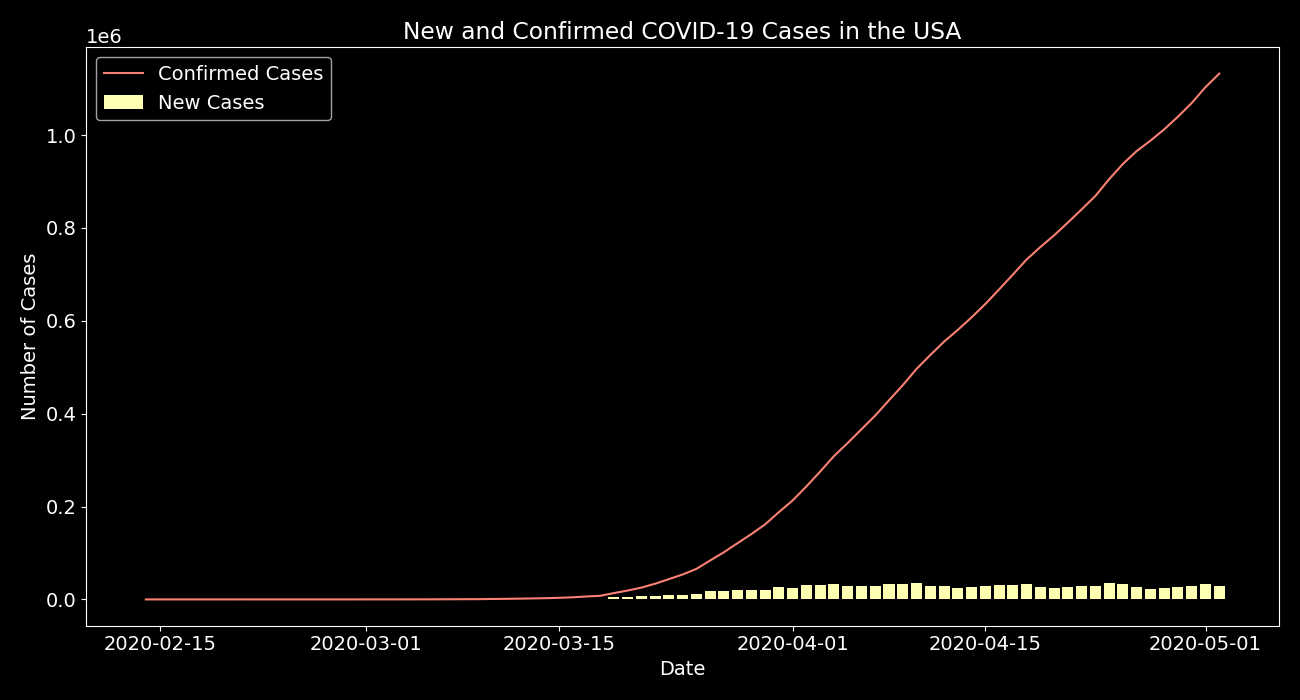 New and Confirmed COVID-19 Cases in the USA
1e6
Confirmed Cases
New Cases
1.0
0.8
0.6
0.4
0.2
0.0
Number of Cases
2020-02-15 2020-03-01 2020-03-15 2020-04-01 2020-04-15 2020-05-01
Date